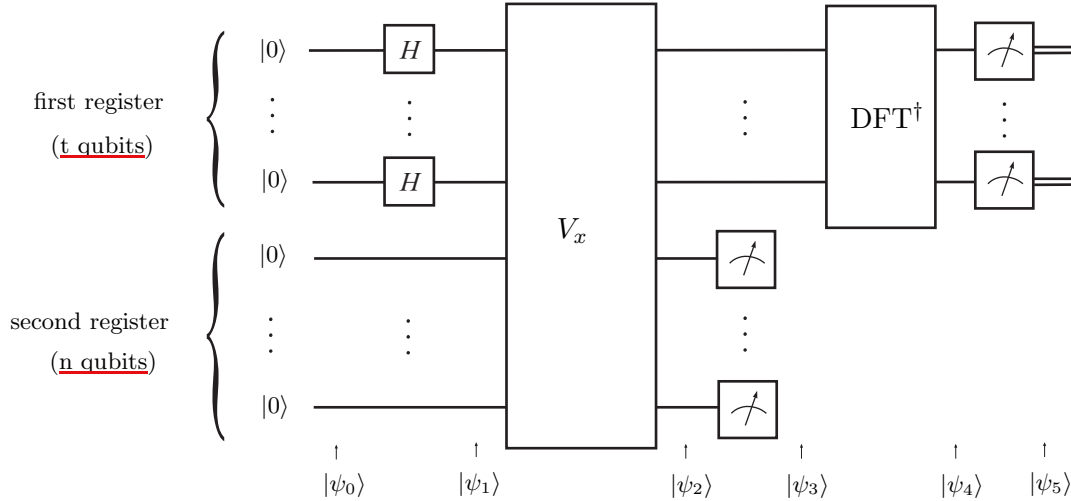 |0⟩ H
first register
⋮ ⋮ ⋮ DFT† ⋮
(t qubits)
|0⟩ H
V_x
|0⟩
second register
⋮ ⋮ ⋮
(n qubits)
|0⟩
|ψ₀⟩ |ψ₁⟩ |ψ₂⟩ |ψ₃⟩ |ψ₄⟩ |ψ₅⟩